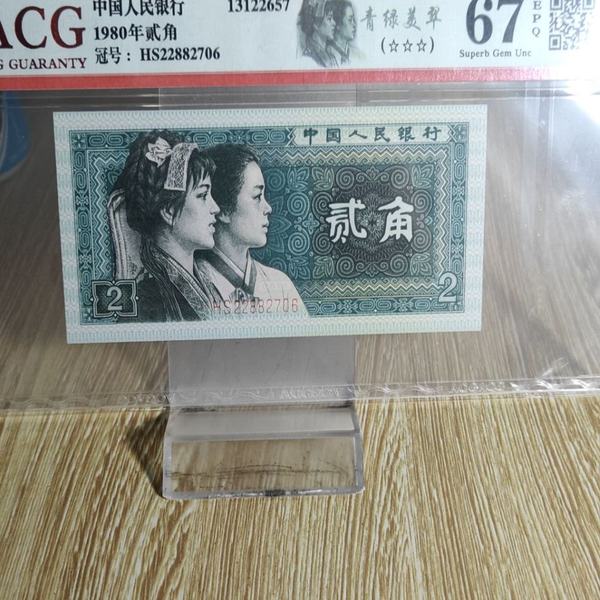 ACG
G GUARANTY
中国人民银行 13122657
1980年贰角
冠号: HS22882706
青绿美翠
(☆☆☆)
67
EPQ
Superb Gem Unc
中国人民银行
贰角
2
2
HS22882706